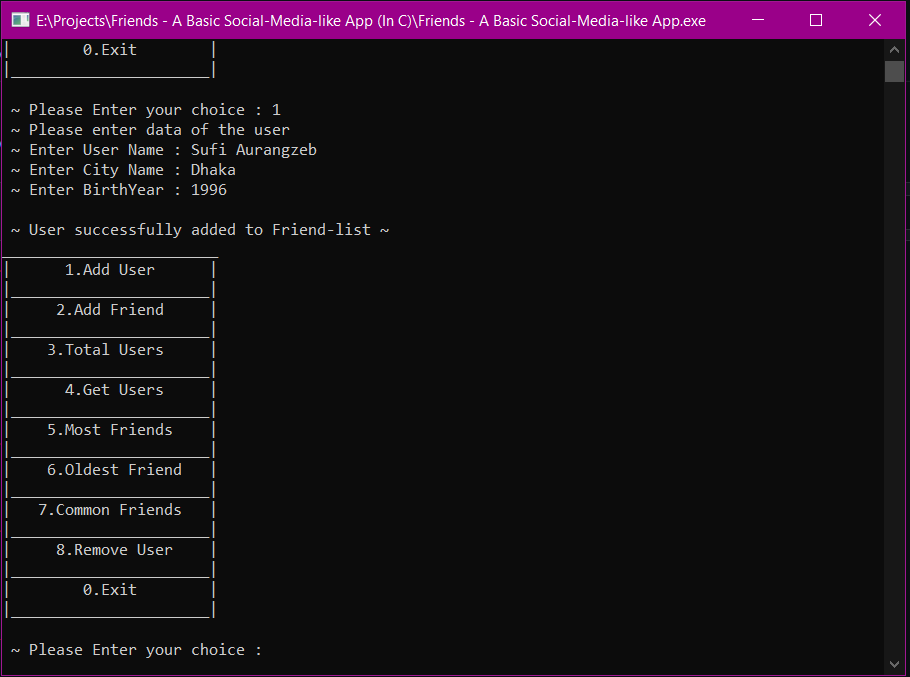 E:\Projects\Friends - A Basic Social-Media-like App (In C)\Friends - A Basic Social-Media-like App.exe
0.Exit
~ Please Enter your choice : 1
~ Please enter data of the user
~ Enter User Name : Sufi Aurangzeb
~ Enter City Name : Dhaka
~ Enter BirthYear : 1996
~ User successfully added to Friend-list ~
1.Add User
2.Add Friend
3.Total Users
4.Get Users
5.Most Friends
6.Oldest Friend
7.Common Friends
8.Remove User
0.Exit
~ Please Enter your choice :